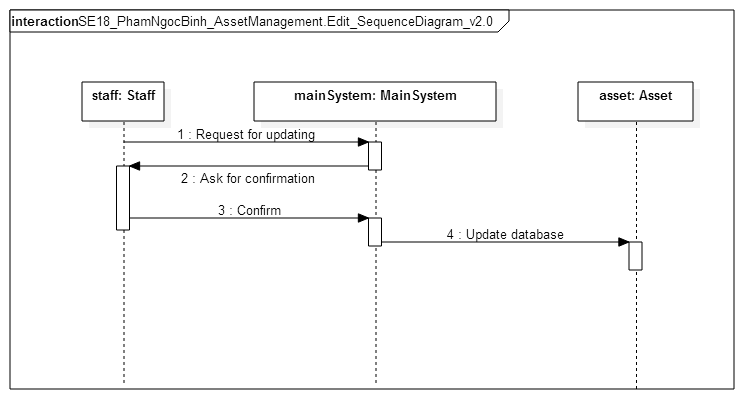 interactionSE18_PhamNgocBinh_AssetManagement.Edit_SequenceDiagram_v2.0
staff: Staff
mainSystem: MainSystem
asset: Asset
1 : Request for updating
2 : Ask for confirmation
3 : Confirm
4 : Update database